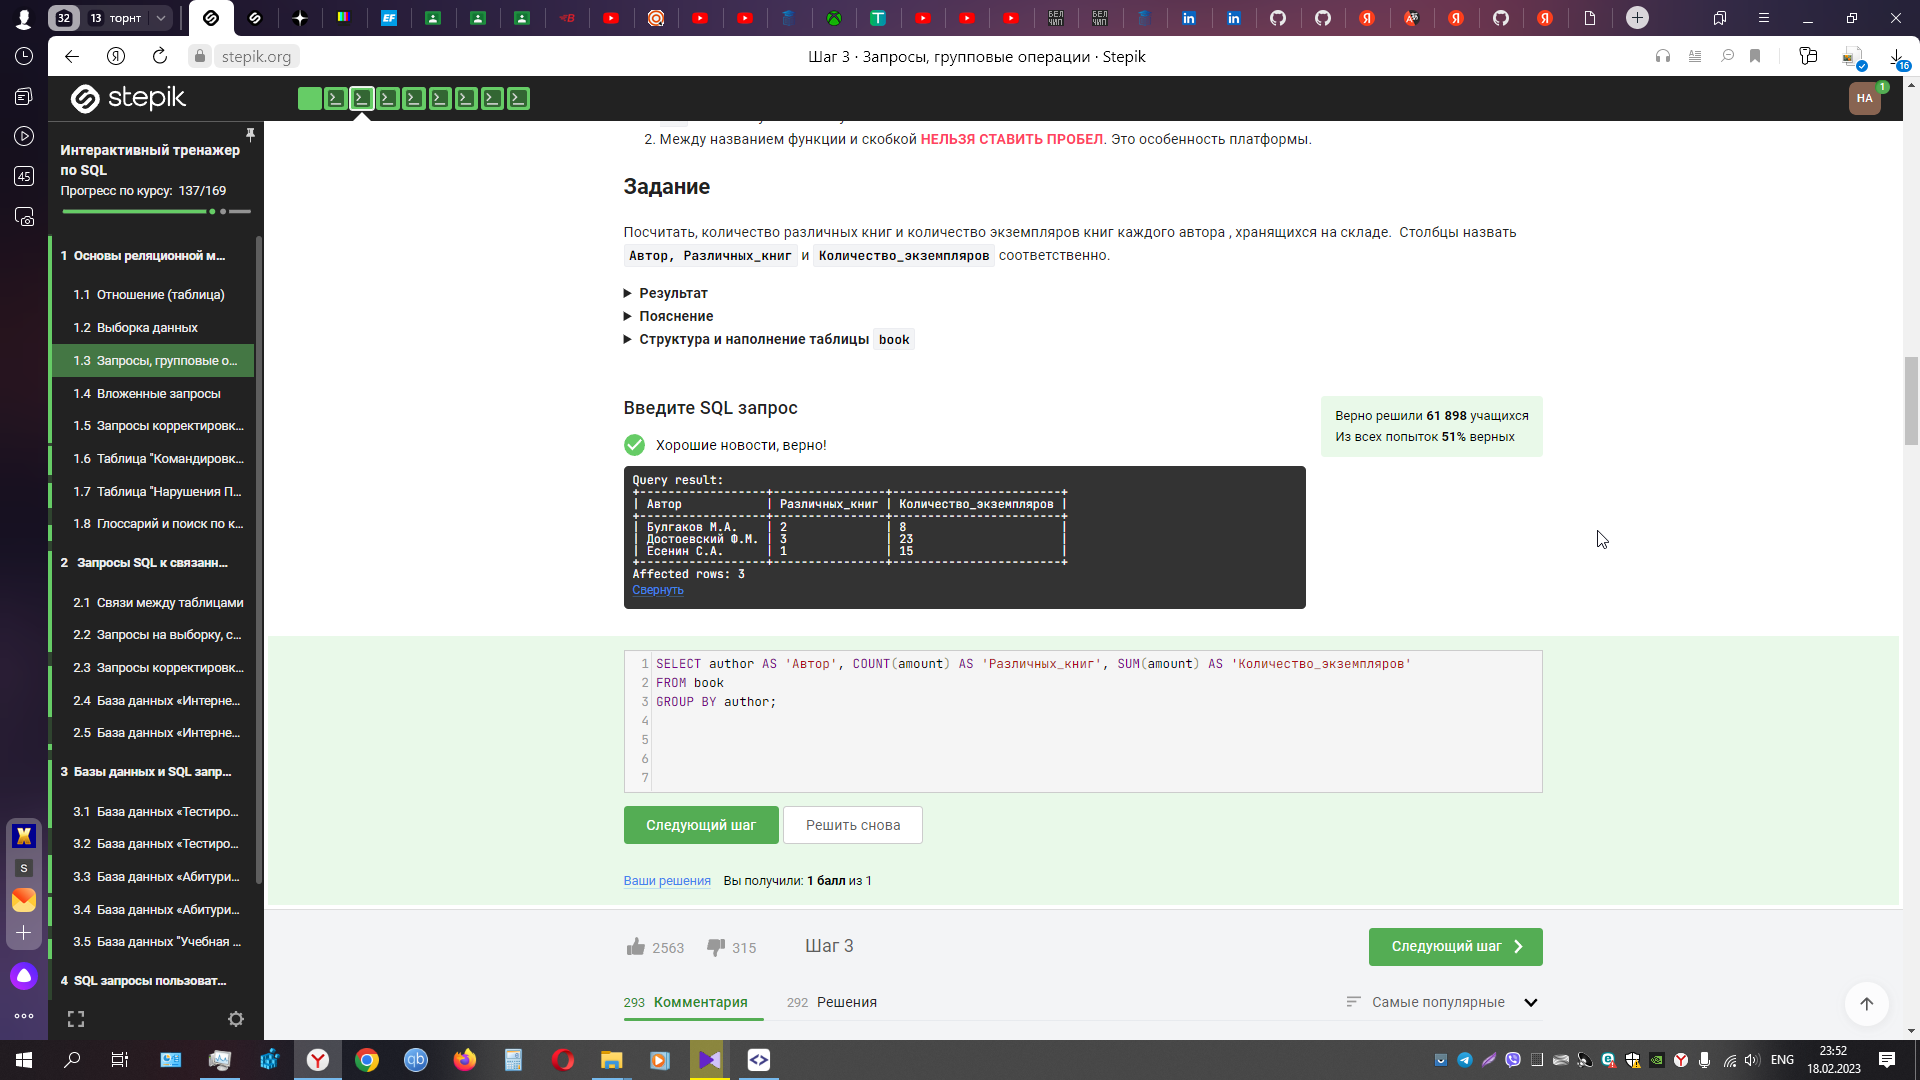 32
13 торнт
EF
БЕЛ ЧИП
БЕЛ ЧИП
stepik.org
Шаг 3 · Запросы, групповые операции · Stepik
16
45
stepik
НА
1
Интерактивный тренажер
по SQL
Прогресс по курсу: 137/169
1 Основы реляционной м...
1.1 Отношение (таблица)
1.2 Выборка данных
1.3 Запросы, групповые о...
1.4 Вложенные запросы
1.5 Запросы корректировк...
1.6 Таблица "Командировк...
1.7 Таблица "Нарушения П...
1.8 Глоссарий и поиск по к...
2 Запросы SQL к связанн...
2.1 Связи между таблицами
2.2 Запросы на выборку, с...
2.3 Запросы корректировк...
2.4 База данных «Интерне...
2.5 База данных «Интерне...
3 Базы данных и SQL запр...
3.1 База данных «Тестиро...
3.2 База данных «Тестиро...
3.3 База данных «Абитури...
3.4 База данных «Абитури...
3.5 База данных "Учебная ...
4 SQL запросы пользоват...
2. Между названием функции и скобкой НЕЛЬЗЯ СТАВИТЬ ПРОБЕЛ. Это особенность платформы.
Задание
Посчитать, количество различных книг и количество экземпляров книг каждого автора , хранящихся на складе. Столбцы назвать
Автор, Различных_книг и Количество_экземпляров соответственно.
Результат
Пояснение
Структура и наполнение таблицы book
Введите SQL запрос
Верно решили 61 898 учащихся
Из всех попыток 51% верных
Хорошие новости, верно!
Query result:
+------------------+----------------+------------------------+
| Автор | Различных_книг | Количество_экземпляров |
+------------------+----------------+------------------------+
| Булгаков М.А. | 2 | 8 |
| Достоевский Ф.М. | 3 | 23 |
| Есенин С.А. | 1 | 15 |
+------------------+----------------+------------------------+
Affected rows: 3
Свернуть
1 SELECT author AS 'Автор', COUNT(amount) AS 'Различных_книг', SUM(amount) AS 'Количество_экземпляров'
2 FROM book
3 GROUP BY author;
4
5
6
7
Следующий шаг
Решить снова
Ваши решения Вы получили: 1 балл из 1
2563
315
Шаг 3
Следующий шаг
293 Комментария
292 Решения
Самые популярные
ENG
23:52
18.02.2023